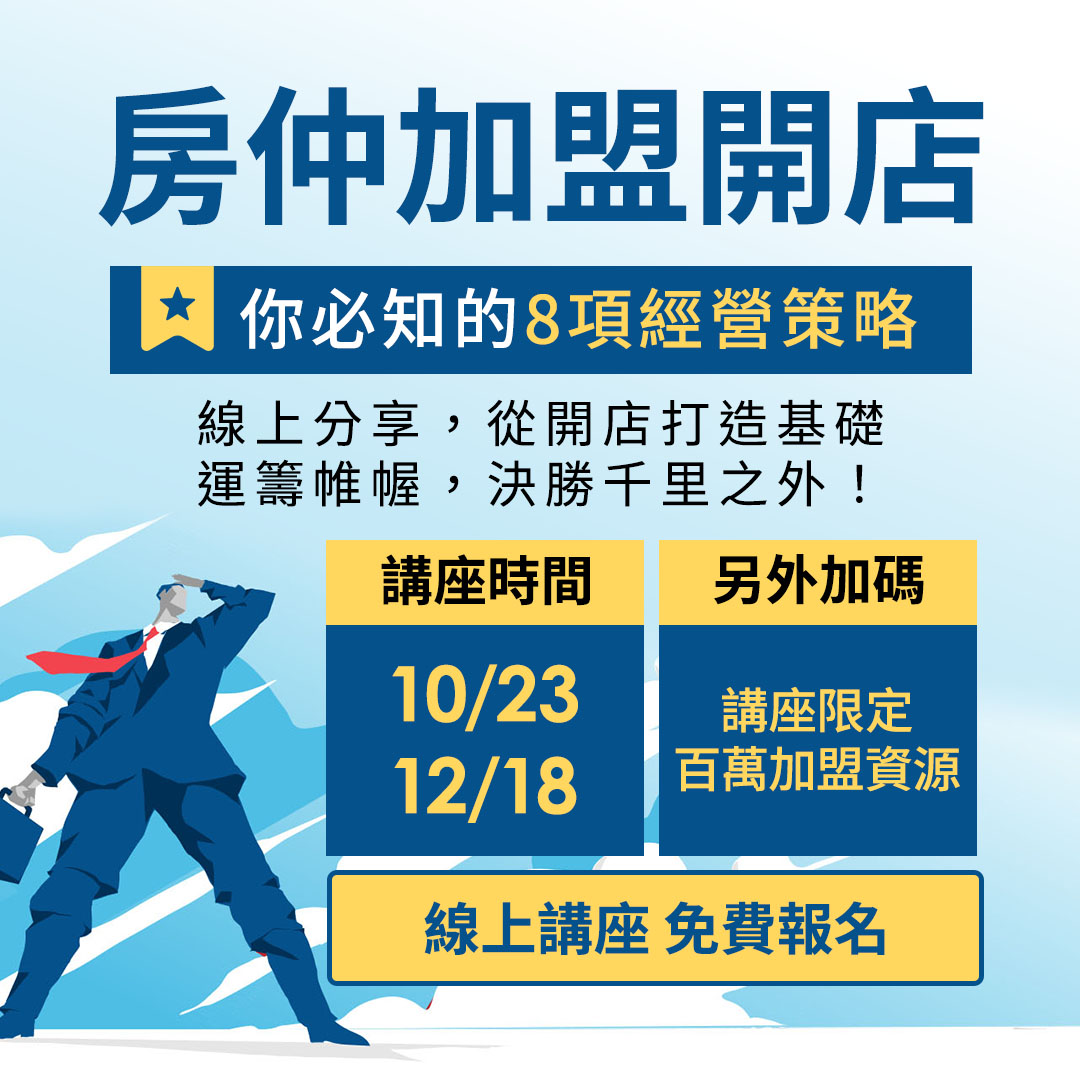 房仲加盟開店
你必知的8項經營策略
線上分享，從開店打造基礎
運籌帷幄，決勝千里之外！
講座時間
10/23
12/18
另外加碼
講座限定
百萬加盟資源
線上講座 免費報名